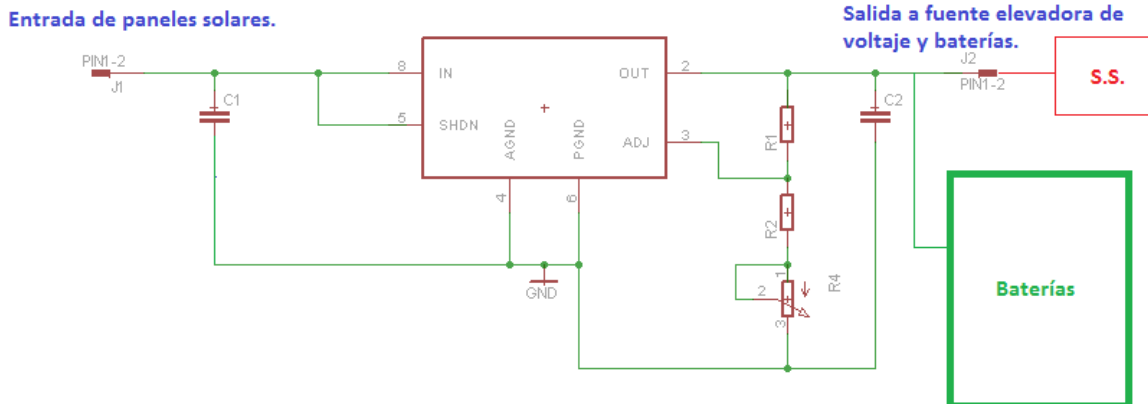 Entrada de paneles solares.
Salida a fuente elevadora de
voltaje y baterías.
PIN1-2
J1
C1
8
IN
5
SHDN
AGND
PGND
OUT
2
ADJ
3
4
6
GND
R1
R2
1
2
3
R4
C2
J2
PIN1-2
S.S.
Baterías